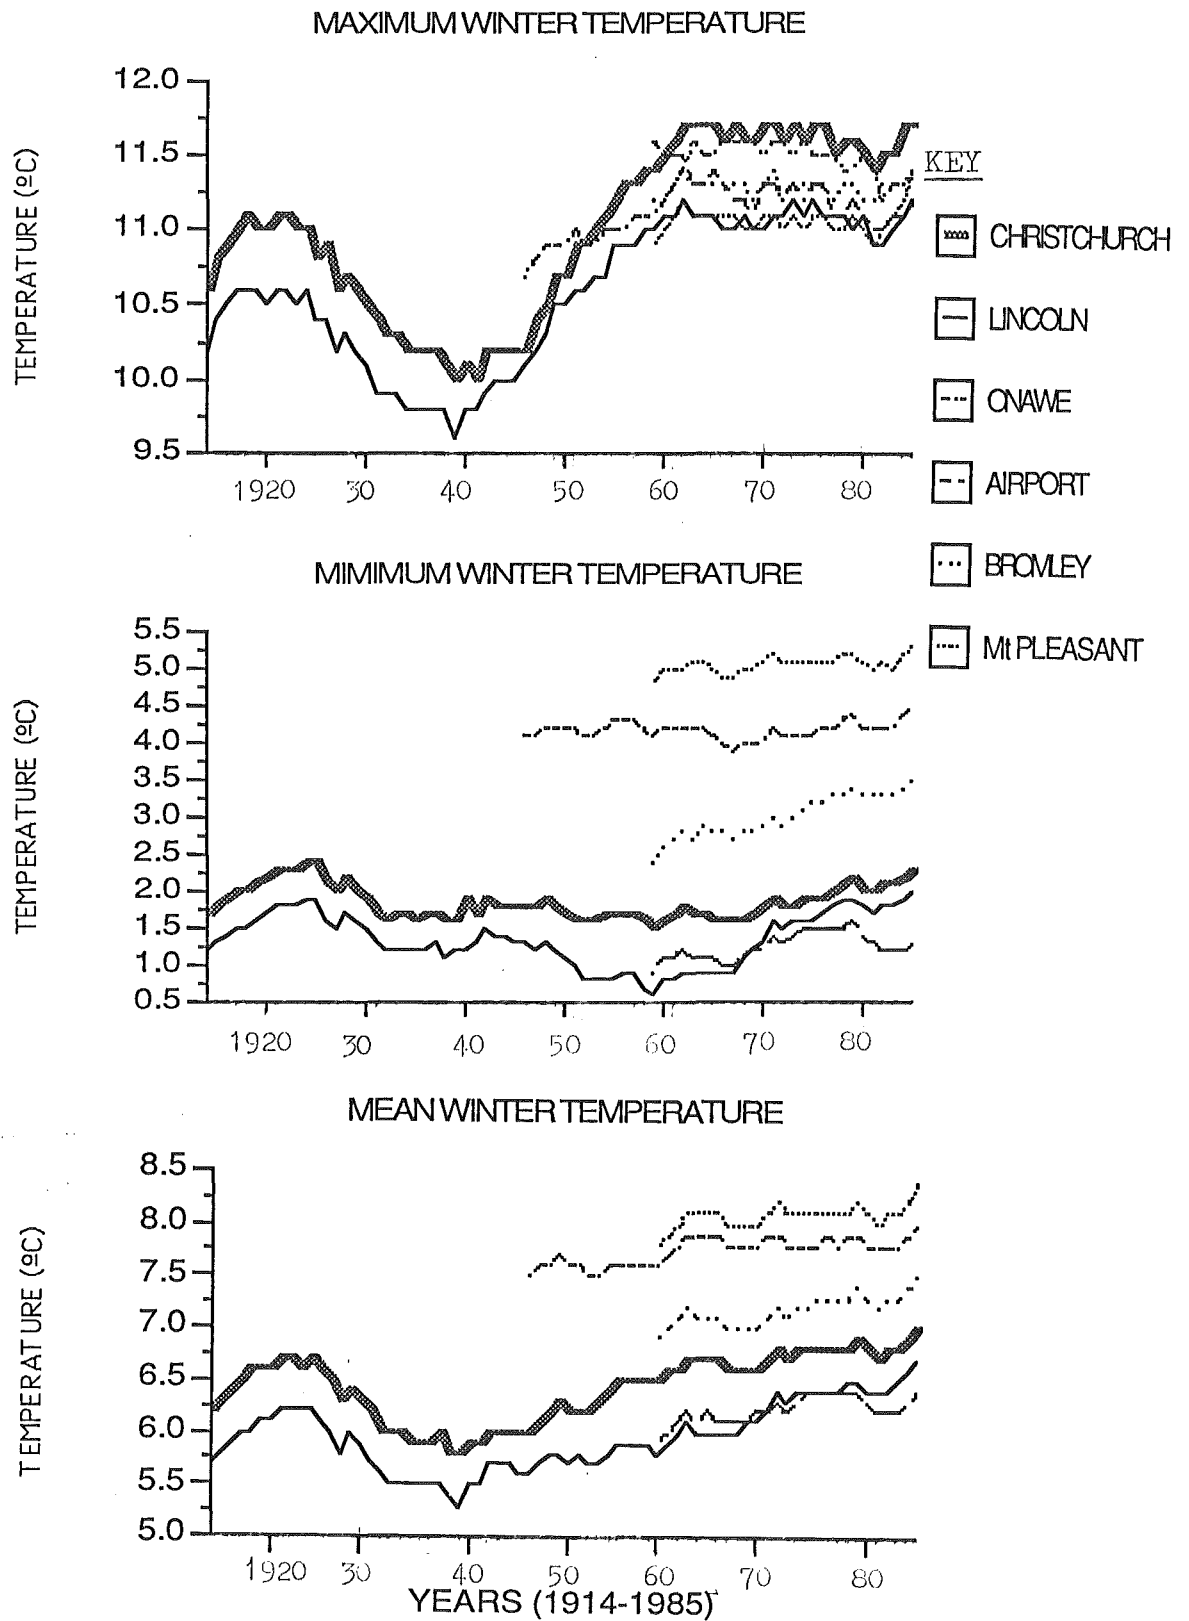 MAXIMUM WINTER TEMPERATURE
TEMPERATURE (ºC)
12.0
11.5
11.0
10.5
10.0
9.5
1920 30 40 50 60 70 80
KEY
CHRISTCHURCH
LINCOLN
ONAWE
AIRPORT
BROMLEY
Mt PLEASANT
MIMIMUM WINTER TEMPERATURE
TEMPERATURE (ºC)
5.5
5.0
4.5
4.0
3.5
3.0
2.5
2.0
1.5
1.0
0.5
1920 30 40 50 60 70 80
MEAN WINTER TEMPERATURE
TEMPERATURE (ºC)
8.5
8.0
7.5
7.0
6.5
6.0
5.5
5.0
1920 30 40 50 60 70 80
YEARS (1914-1985)